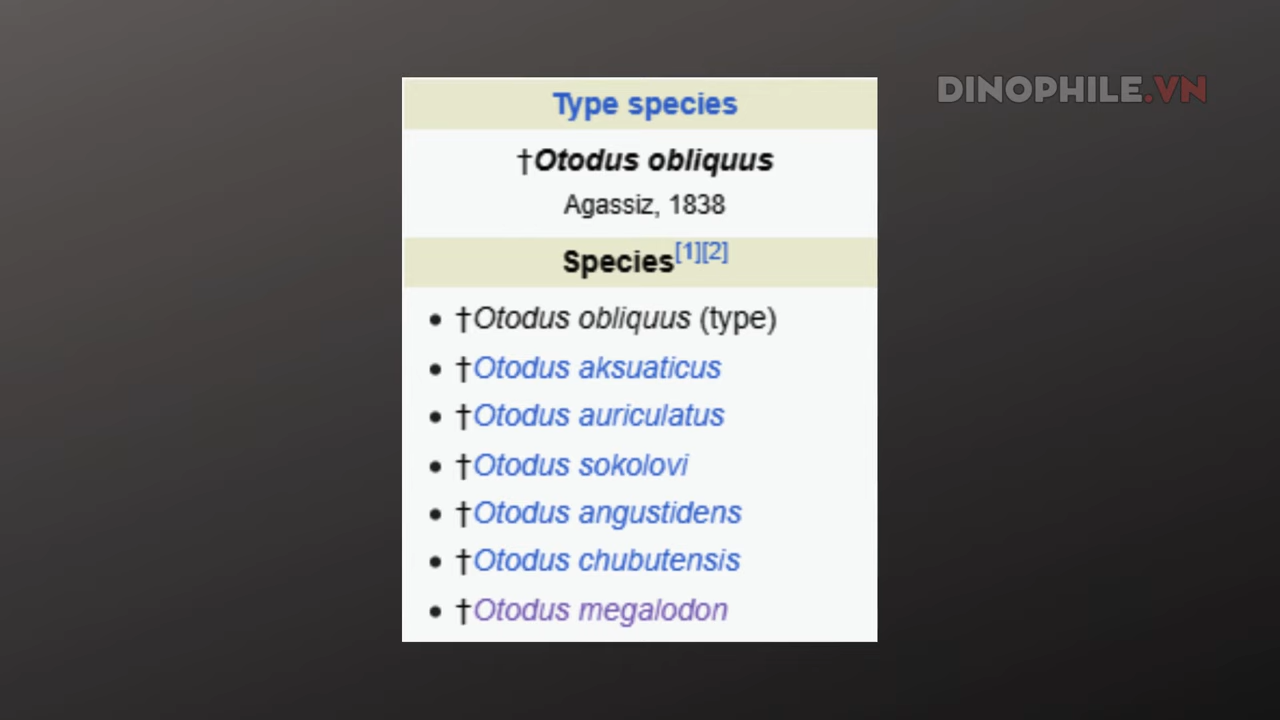 DINOPHILE.VN
Type species
†Otodus obliquus
Agassiz, 1838
Species[1][2]
• †Otodus obliquus (type)
• †Otodus aksuaticus
• †Otodus auriculatus
• †Otodus sokolovi
• †Otodus angustidens
• †Otodus chubutensis
• †Otodus megalodon